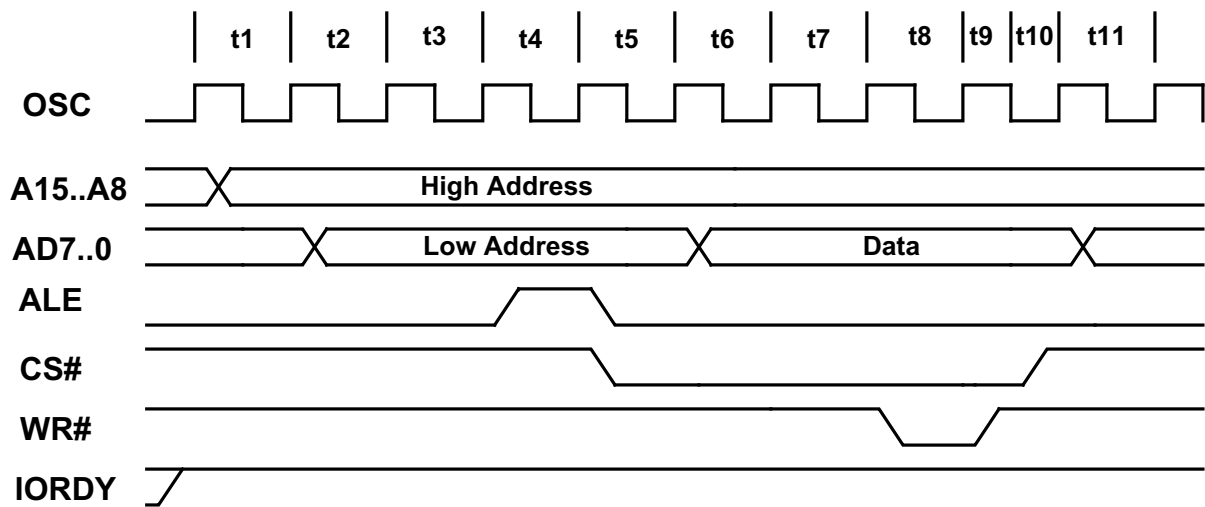 t1 t2 t3 t4 t5 t6 t7 t8 t9 t10 t11
OSC
A15..A8 High Address
AD7..0 Low Address Data
ALE
CS#
WR#
IORDY